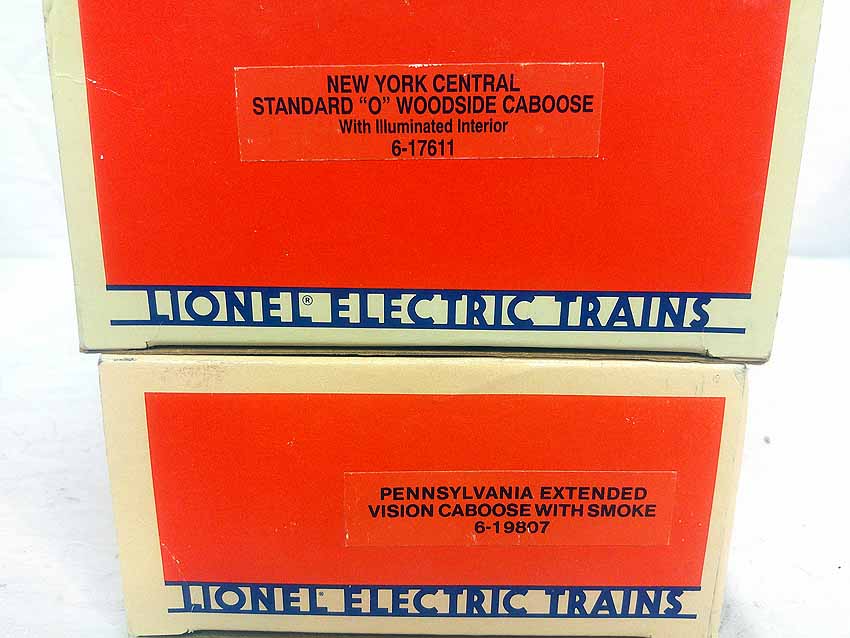 NEW YORK CENTRAL
STANDARD "O" WOODSIDE CABOOSE
With Illuminated Interior
6-17611
LIONEL® ELECTRIC TRAINS
PENNSYLVANIA EXTENDED
VISION CABOOSE WITH SMOKE
6-19807
LIONEL® ELECTRIC TRAINS